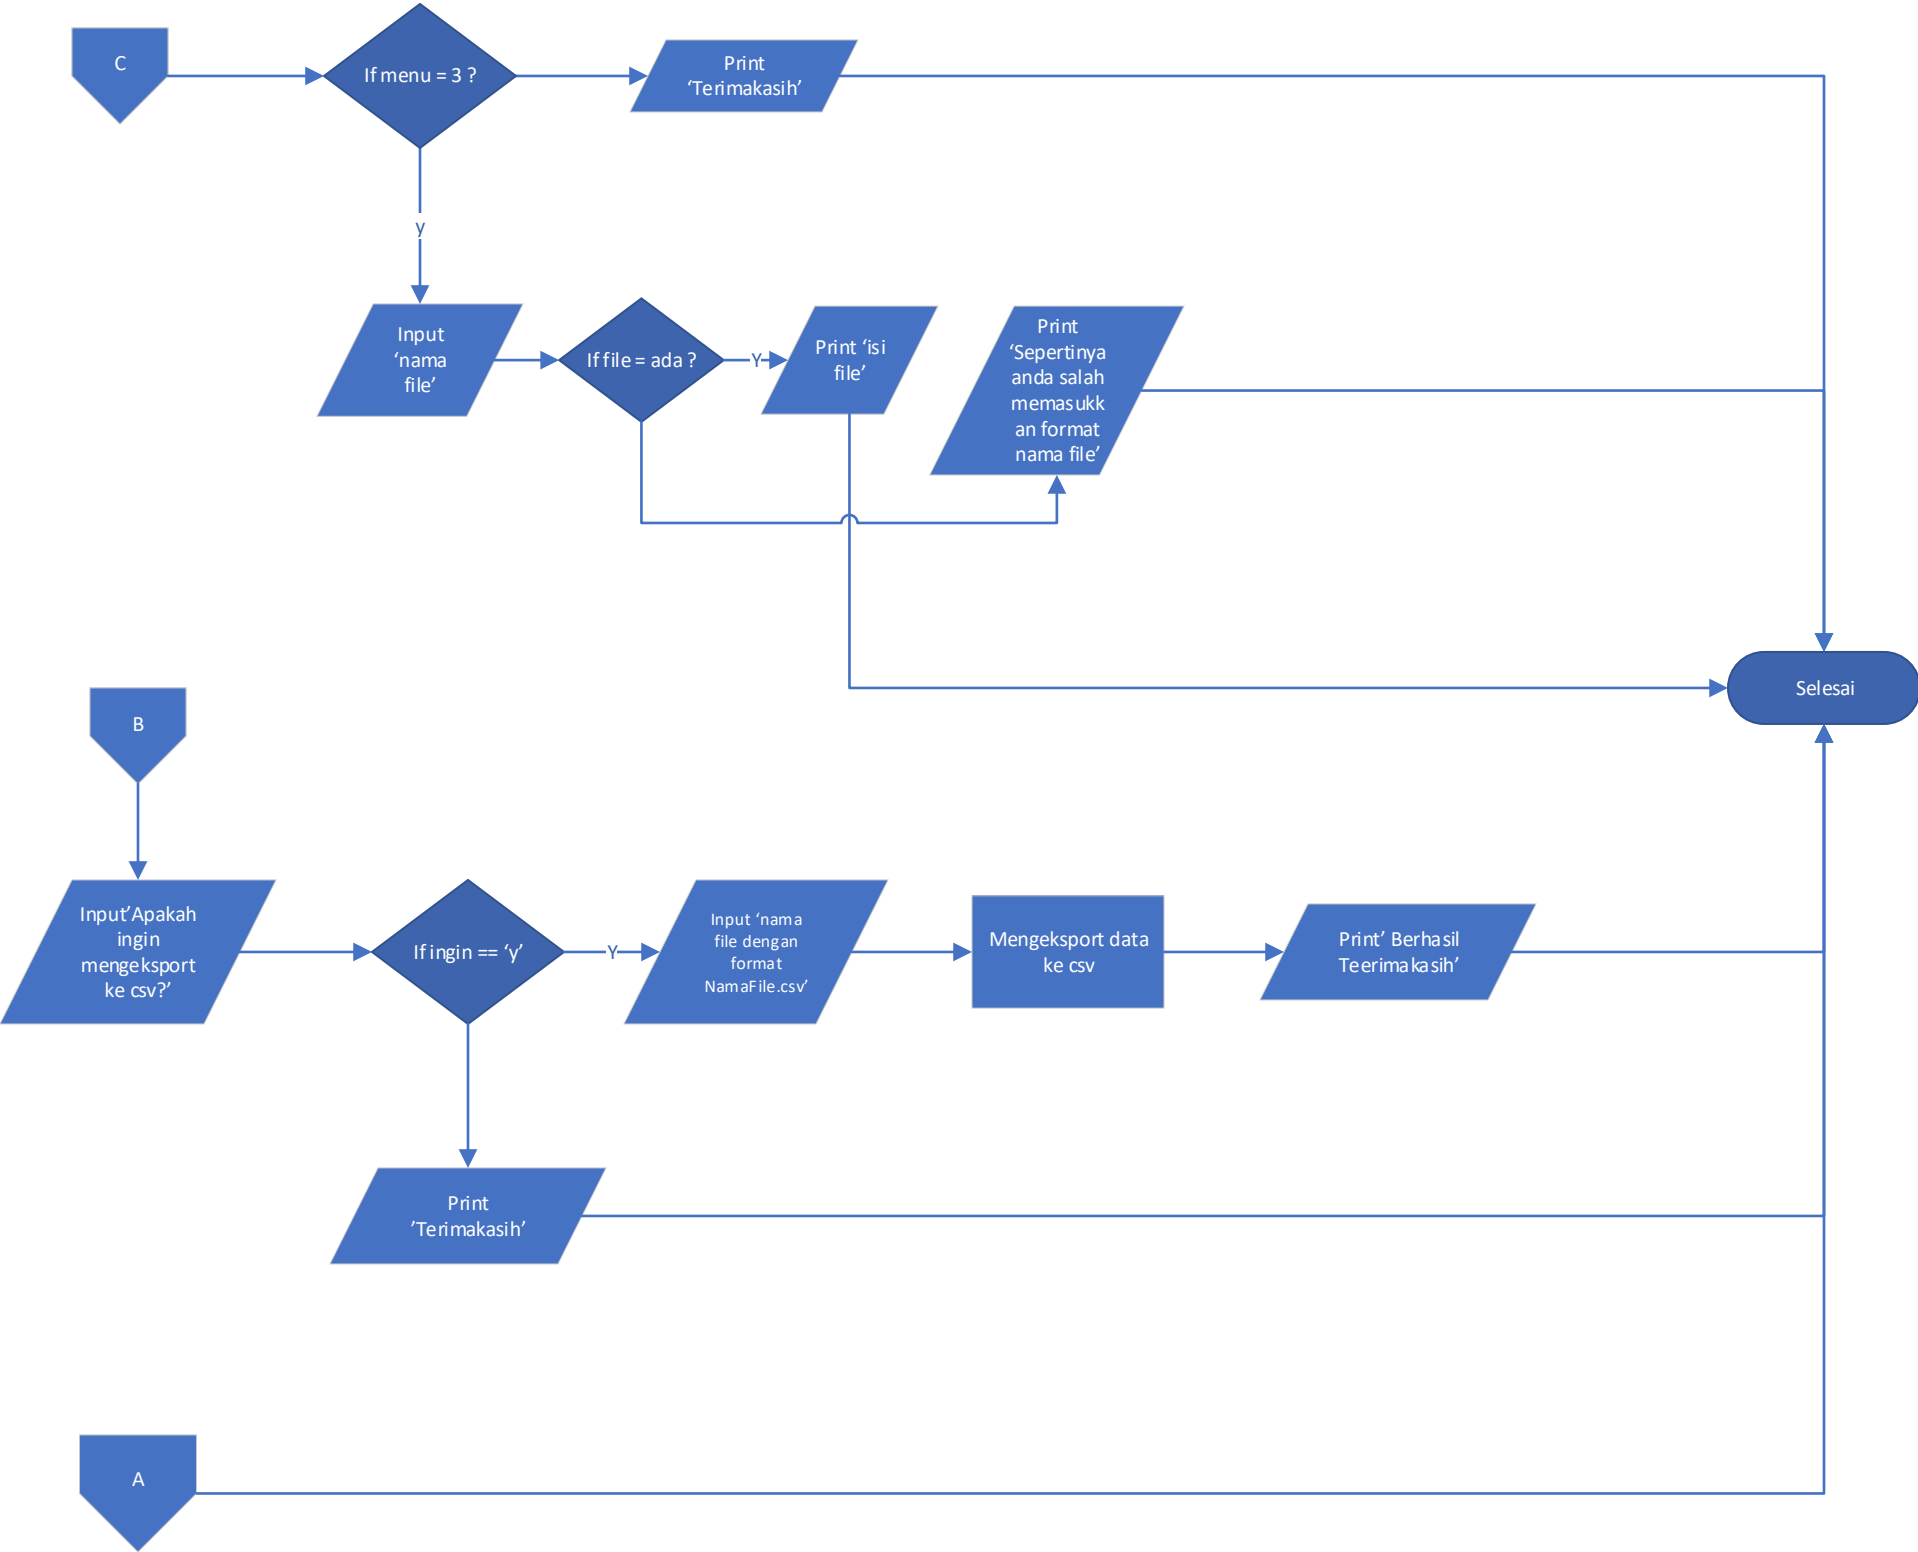 C
If menu = 3 ?
Print
‘Terimakasih’
y
Input
‘nama
file’
If file = ada ?
Y
Print ‘isi
file’
Print
‘Sepertinya
anda salah
memasukk
an format
nama file’
Selesai
B
Input’Apakah
ingin
mengeksport
ke csv?’
If ingin == ‘y’
Y
Input ‘nama
file dengan
format
NamaFile.csv’
Mengeksport data
ke csv
Print’ Berhasil
Teerimakasih’
Print
’Terimakasih’
A